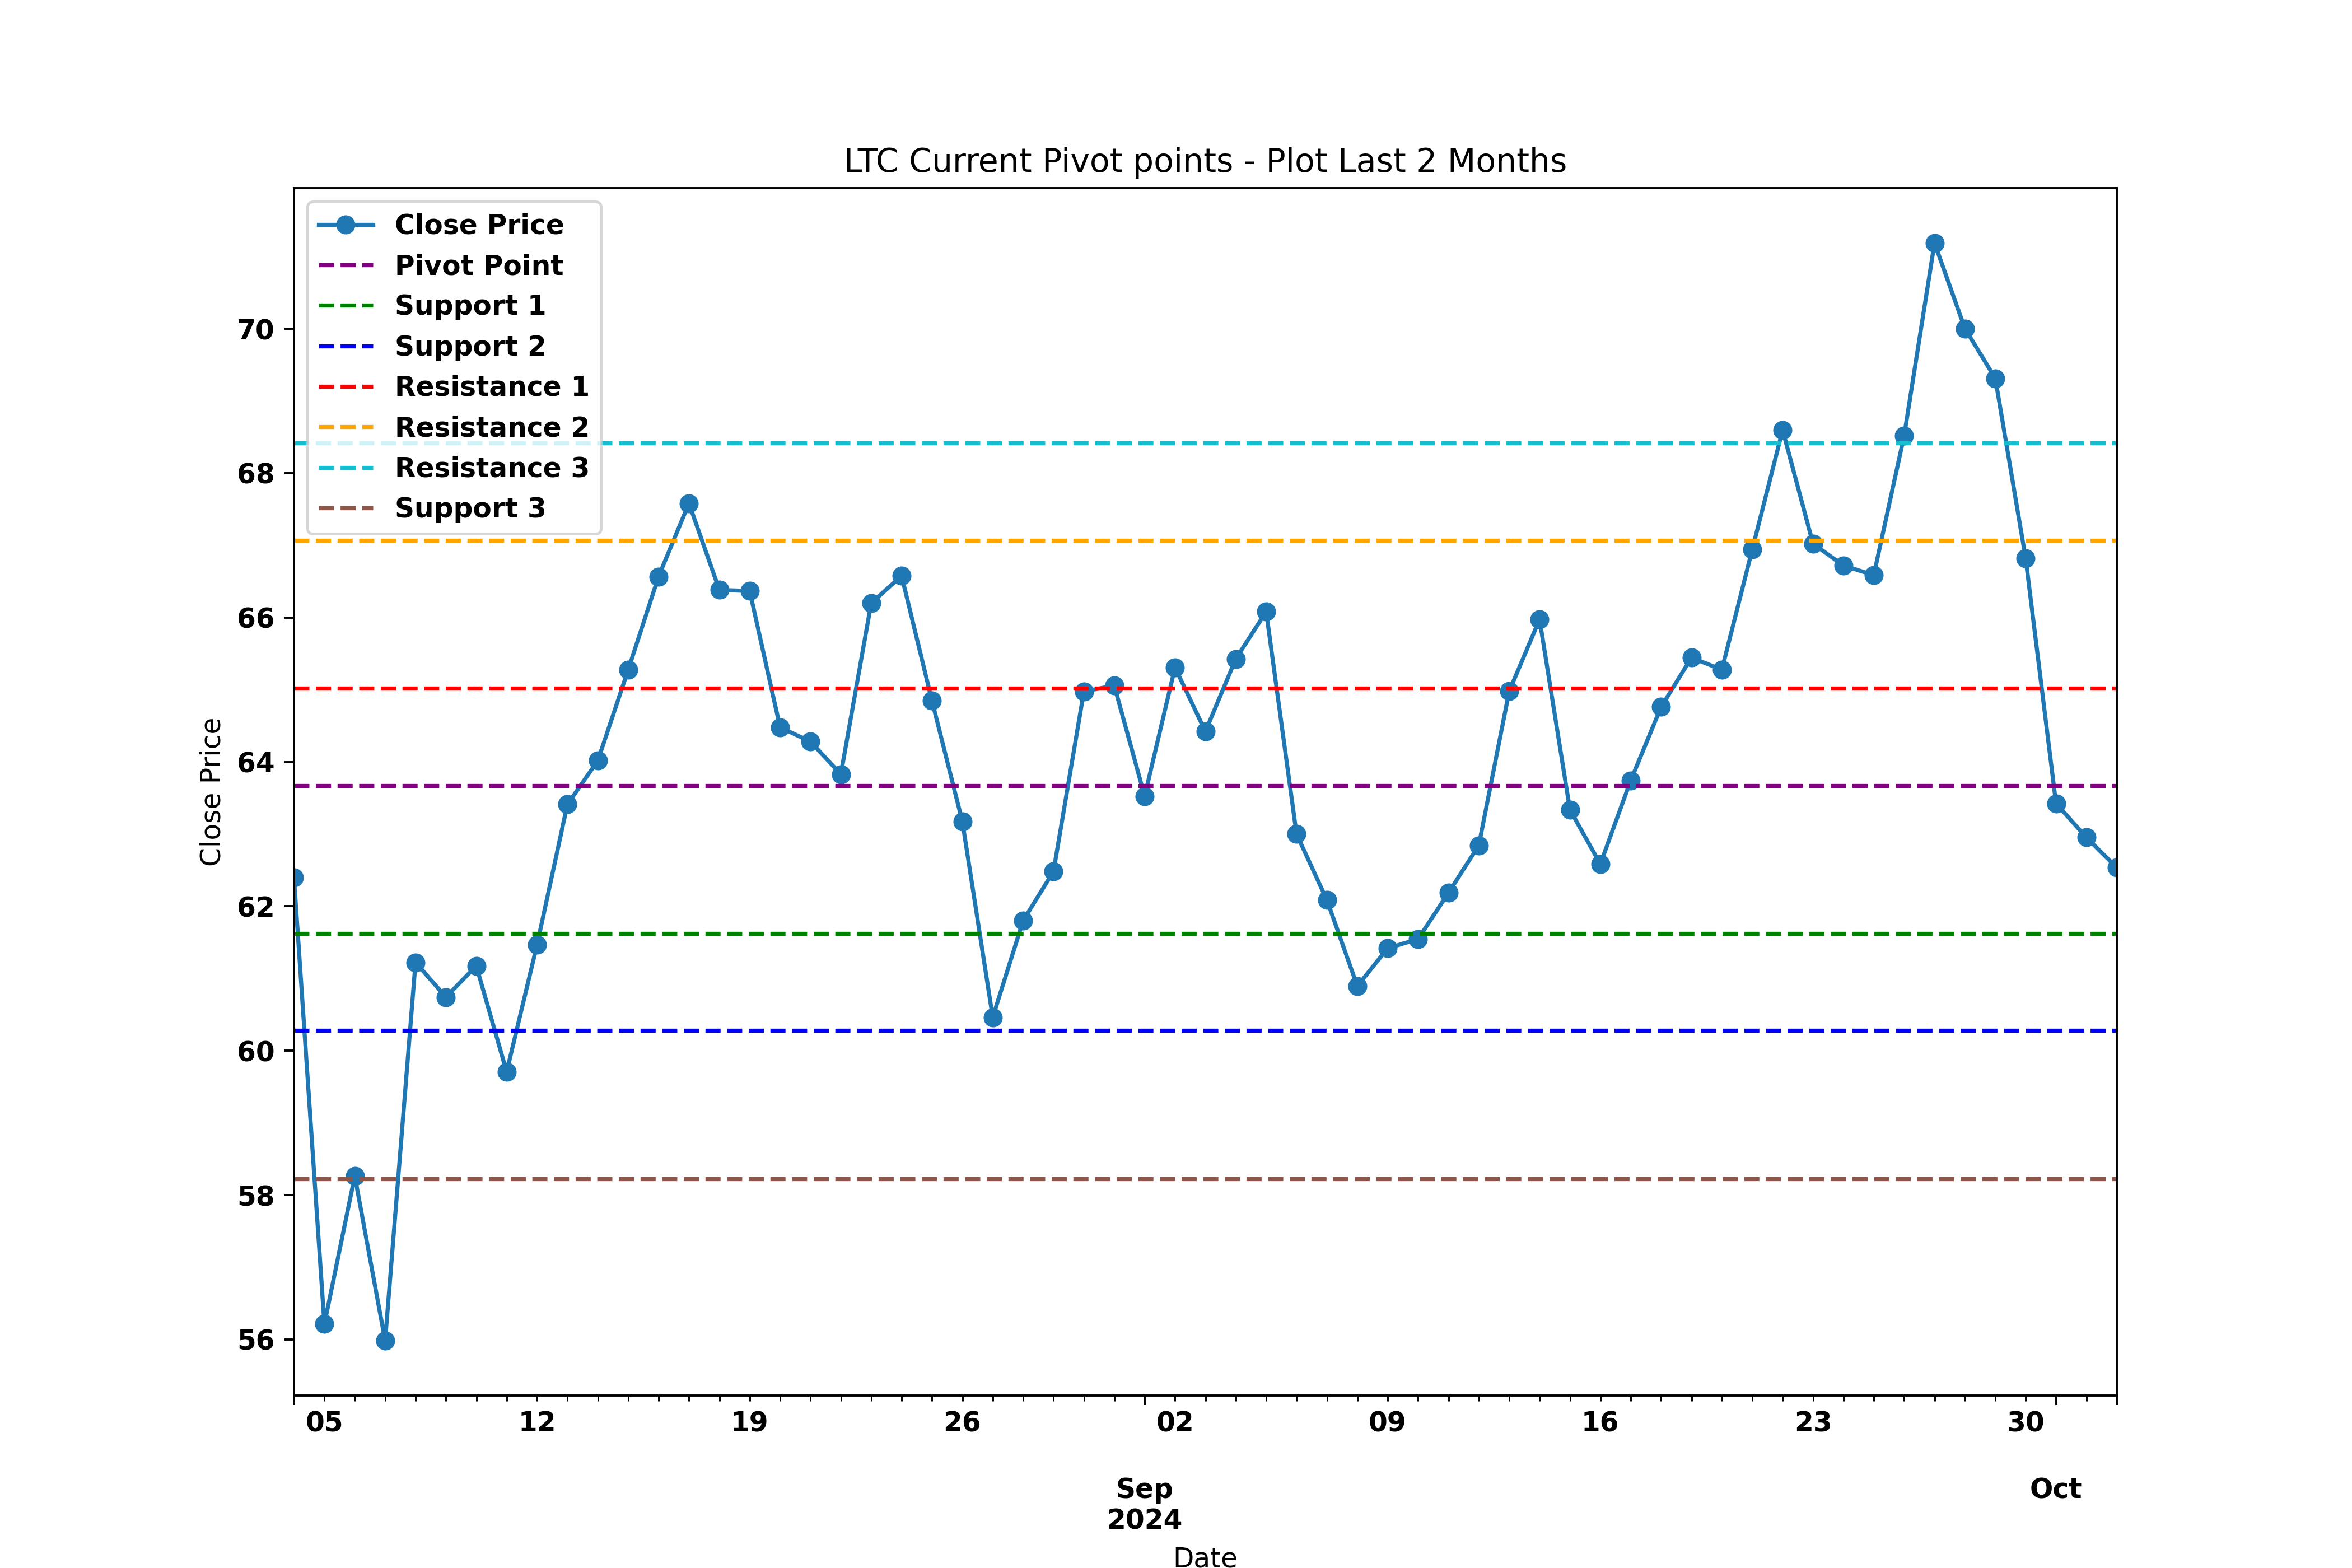 LTC Current Pivot points - Plot Last 2 Months
Close Price
Pivot Point
Support 1
Support 2
Resistance 1
Resistance 2
Resistance 3
Support 3
70
68
66
64
62
60
58
56
Close Price
05 12 19 26 02 09 16 23 30
Sep Oct
2024
Date